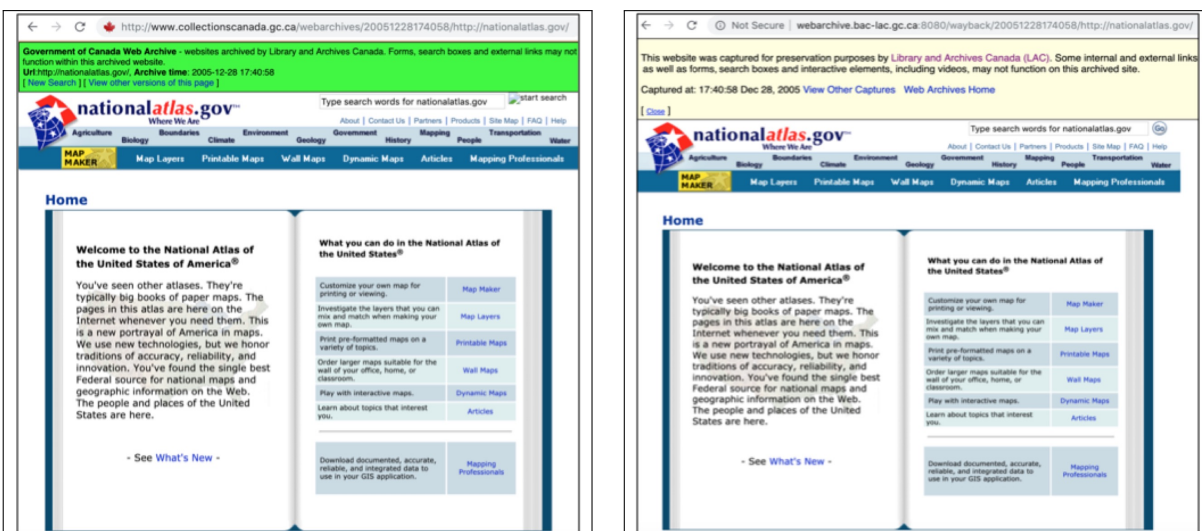 http://www.collectionscanada.gc.ca/webarchives/20051228174058/http://nationalatlas.gov/
Government of Canada Web Archive - websites archived by Library and Archives Canada. Forms, search boxes and external links may not
function within this archived website.
Url:http://nationalatlas.gov/, Archive time: 2005-12-28 17:40:58
[ New Search ] [ View other versions of this page ]
nationalatlas.gov™
Where We Are
Type search words for nationalatlas.gov
start search
About | Contact Us | Partners | Products | Site Map | FAQ | Help
Agriculture Boundaries Environment Government Mapping Transportation
Biology Climate Geology History People Water
MAP MAKER
Map Layers Printable Maps Wall Maps Dynamic Maps Articles Mapping Professionals
Home
Welcome to the National Atlas of
the United States of America®
You've seen other atlases. They're
typically big books of paper maps. The
pages in this atlas are here on the
Internet whenever you need them. This
is a new portrayal of America in maps.
We use new technologies, but we honor
traditions of accuracy, reliability, and
innovation. You've found the single best
Federal source for national maps and
geographic information on the Web.
The people and places of the United
States are here.
- See What's New -
What you can do in the National Atlas of
the United States®
Customize your own map for
printing or viewing.
Map Maker
Investigate the layers that you can
mix and match when making your
own map.
Map Layers
Print pre-formatted maps on a
variety of topics.
Printable Maps
Order larger maps suitable for the
wall of your office, home, or
classroom.
Wall Maps
Play with interactive maps.
Dynamic Maps
Learn about topics that interest
you.
Articles
Download documented, accurate,
reliable, and integrated data to
use in your GIS application.
Mapping
Professionals
Not Secure | webarchive.bac-lac.gc.ca:8080/wayback/20051228174058/http://nationalatlas.gov/
This website was captured for preservation purposes by Library and Archives Canada (LAC). Some internal and external links
as well as forms, search boxes and interactive elements, including videos, may not function on this archived site.
Captured at: 17:40:58 Dec 28, 2005 View Other Captures Web Archives Home
[ Close ]
nationalatlas.gov™
Where We Are
Type search words for nationalatlas.gov
Go
About | Contact Us | Partners | Products | Site Map | FAQ | Help
Agriculture Boundaries Environment Government Mapping Transportation
Biology Climate Geology History People Water
MAP MAKER
Map Layers Printable Maps Wall Maps Dynamic Maps Articles Mapping Professionals
Home
Welcome to the National Atlas of
the United States of America®
You've seen other atlases. They're
typically big books of paper maps. The
pages in this atlas are here on the
Internet whenever you need them. This
is a new portrayal of America in maps.
We use new technologies, but we honor
traditions of accuracy, reliability, and
innovation. You've found the single best
Federal source for national maps and
geographic information on the Web.
The people and places of the United
States are here.
- See What's New -
What you can do in the National Atlas of
the United States®
Customize your own map for
printing or viewing.
Map Maker
Investigate the layers that you can
mix and match when making your
own map.
Map Layers
Print pre-formatted maps on a
variety of topics.
Printable Maps
Order larger maps suitable for the
wall of your office, home, or
classroom.
Wall Maps
Play with interactive maps.
Dynamic Maps
Learn about topics that interest
you.
Articles
Download documented, accurate,
reliable, and integrated data to
use in your GIS application.
Mapping
Professionals